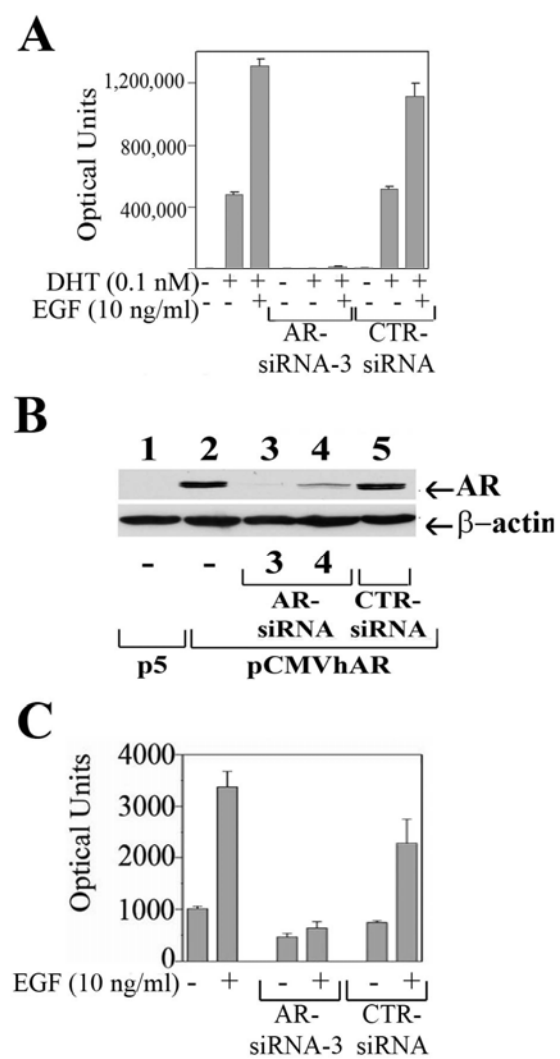 A
Optical Units
1,200,000
800,000
400,000
DHT (0.1 nM) - + + - + + - + +
EGF (10 ng/ml) - + + +
AR- CTR-
siRNA-3 siRNA
B
1 2 3 4 5
←AR
←β-actin
- - 3 4
AR- CTR-
siRNA siRNA
p5 pCMVhAR
C
Optical Units
4000
3000
2000
1000
0
EGF (10 ng/ml) - + - + - +
AR- CTR-
siRNA-3 siRNA